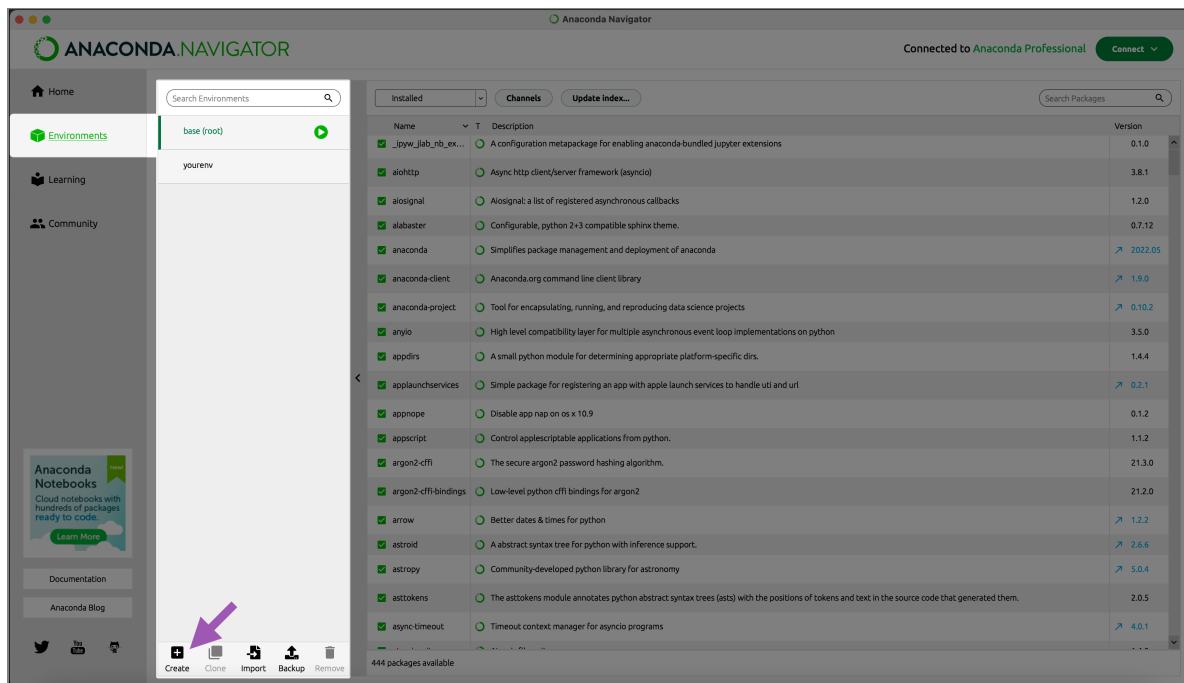 Anaconda Navigator
ANACONDA.NAVIGATOR
Connected to Anaconda Professional
Connect
Home
Environments
Learning
Community
Anaconda
Notebooks
New!
Cloud notebooks with
hundreds of packages
ready to code.
Learn More
Documentation
Anaconda Blog
You
Tube
Search Environments
base (root)
yourenv
Create Clone Import Backup Remove
Installed Channels Update index... Search Packages
Name T Description Version
_ipyw_jlab_nb_ex... A configuration metapackage for enabling anaconda-bundled jupyter extensions 0.1.0
aiohttp Async http client/server framework (asyncio) 3.8.1
aiosignal Aiosignal: a list of registered asynchronous callbacks 1.2.0
alabaster Configurable, python 2+3 compatible sphinx theme. 0.7.12
anaconda Simplifies package management and deployment of anaconda 2022.05
anaconda-client Anaconda.org command line client library 1.9.0
anaconda-project Tool for encapsulating, running, and reproducing data science projects 0.10.2
anyio High level compatibility layer for multiple asynchronous event loop implementations on python 3.5.0
appdirs A small python module for determining appropriate platform-specific dirs. 1.4.4
applaunchservices Simple package for registering an app with apple launch services to handle uti and url 0.2.1
appnope Disable app nap on os x 10.9 0.1.2
appscript Control applescriptable applications from python. 1.1.2
argon2-cffi The secure argon2 password hashing algorithm. 21.3.0
argon2-cffi-bindings Low-level python cffi bindings for argon2 21.2.0
arrow Better dates & times for python 1.2.2
astroid A abstract syntax tree for python with inference support. 2.6.6
astropy Community-developed python library for astronomy 5.0.4
asttokens The asttokens module annotates python abstract syntax trees (asts) with the positions of tokens and text in the source code that generated them. 2.0.5
async-timeout Timeout context manager for asyncio programs 4.0.1
444 packages available